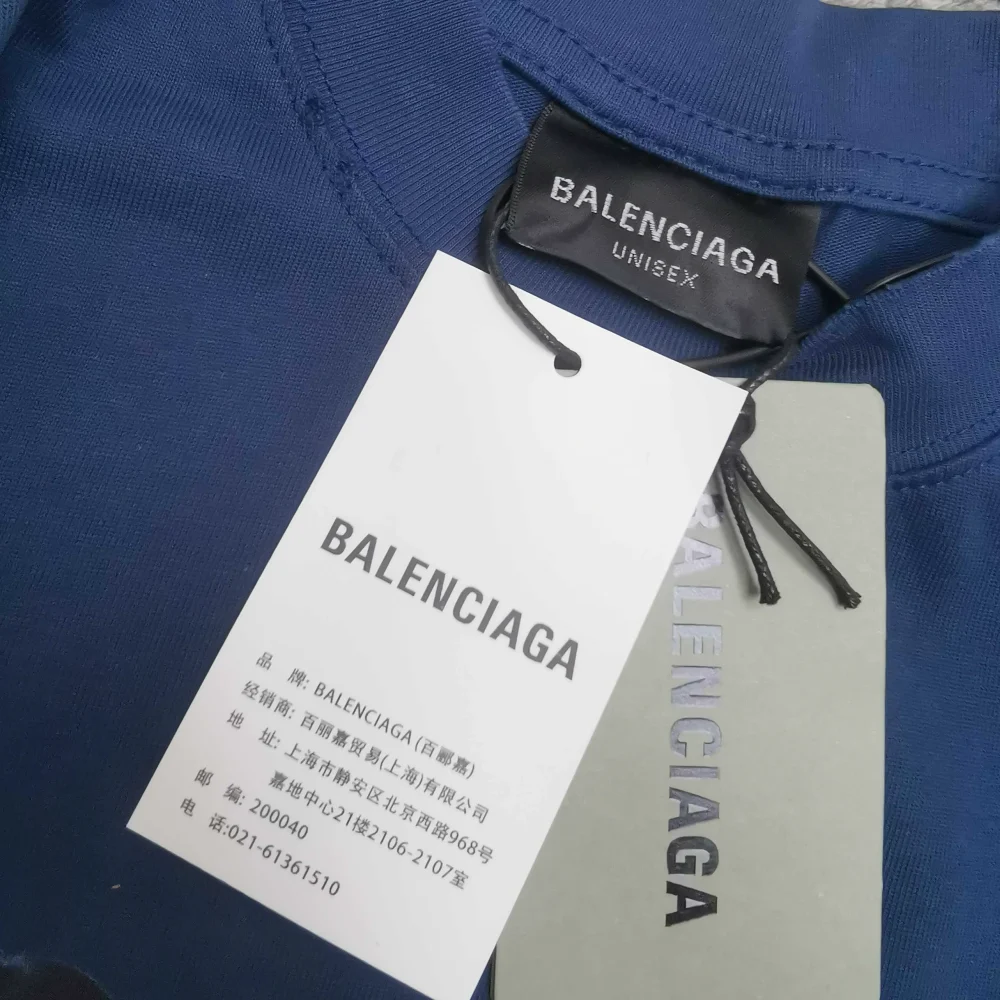 BALENCIAGA
UNISEX
BALENCIAGA
品 牌: BALENCIAGA (百郦嘉)
经销商: 百丽嘉贸易(上海)有限公司
地 址: 上海市静安区北京西路968号
嘉地中心21楼2106-2107室
邮 编: 200040
电 话:021-61361510
BALENCIAGA